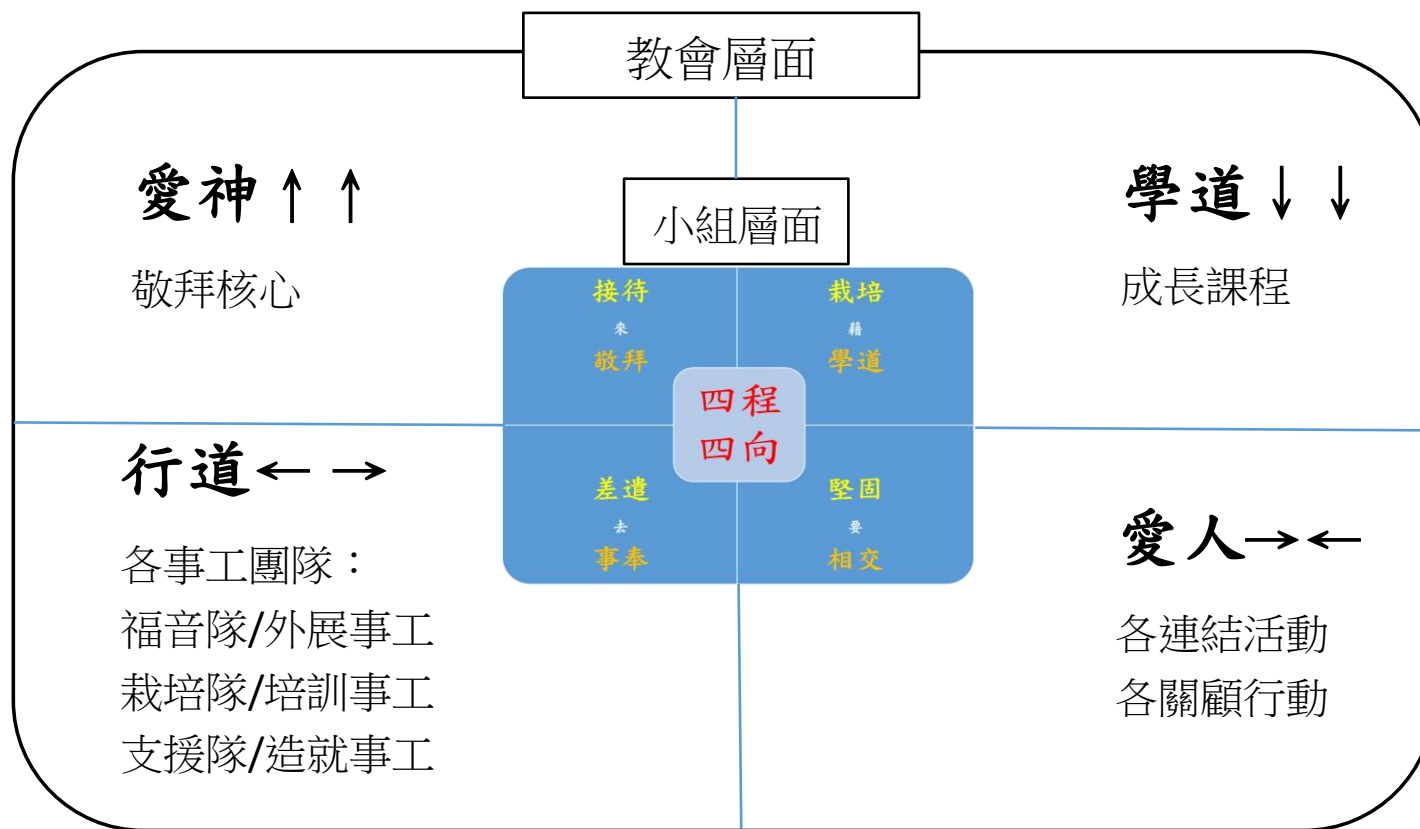 教會層面
小組層面
愛神↑ ↑
敬拜核心
學道↓ ↓
成長課程
接待
來
敬拜
栽培
藉
學道
四程
四向
差遣
去
事奉
堅固
要
相交
行道← →
各事工團隊：
福音隊/外展事工
栽培隊/培訓事工
支援隊/造就事工
愛人→←
各連結活動
各關顧行動